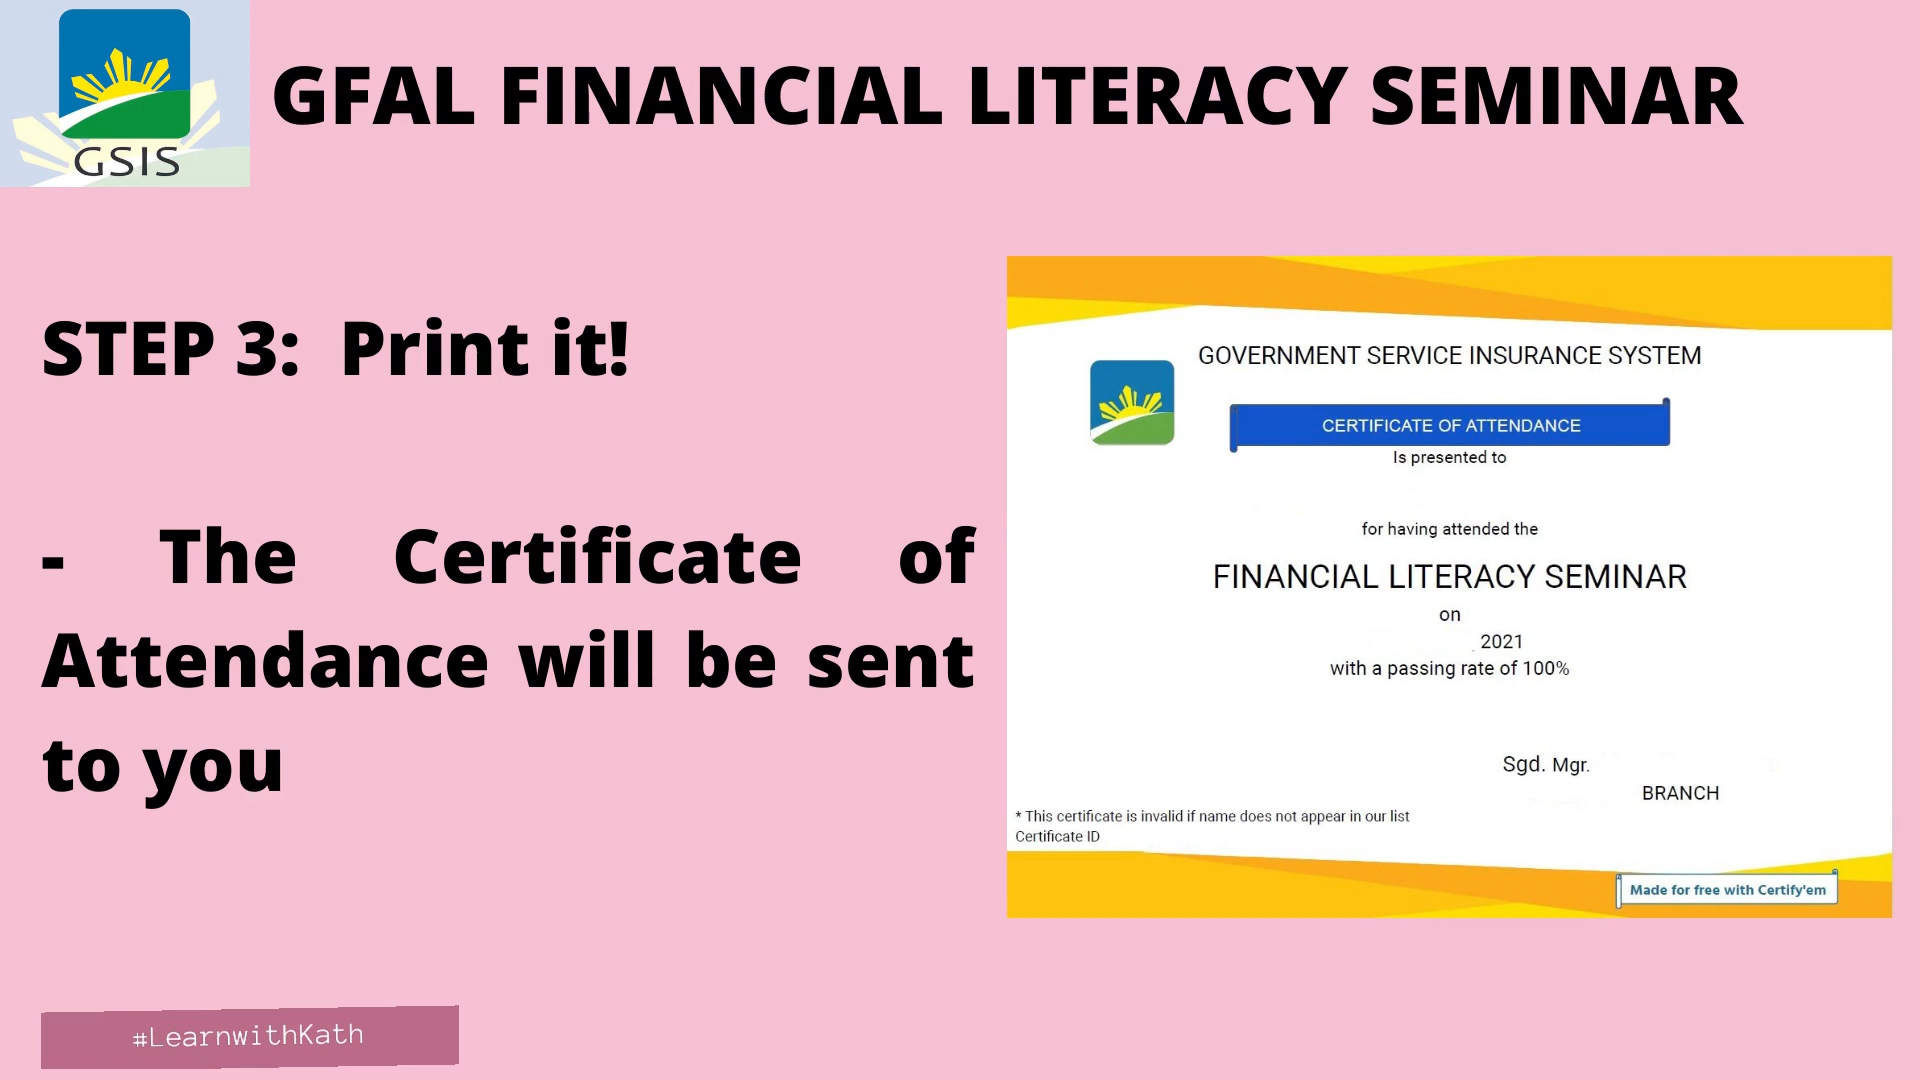 GSIS
GFAL FINANCIAL LITERACY SEMINAR
STEP 3: Print it!
- The Certificate of
Attendance will be sent
to you
GOVERNMENT SERVICE INSURANCE SYSTEM
CERTIFICATE OF ATTENDANCE
Is presented to
for having attended the
FINANCIAL LITERACY SEMINAR
on
2021
with a passing rate of 100%
Sgd. Mgr.
BRANCH
* This certificate is invalid if name does not appear in our list
Certificate ID
Made for free with Certify'em
#LearnwithKath